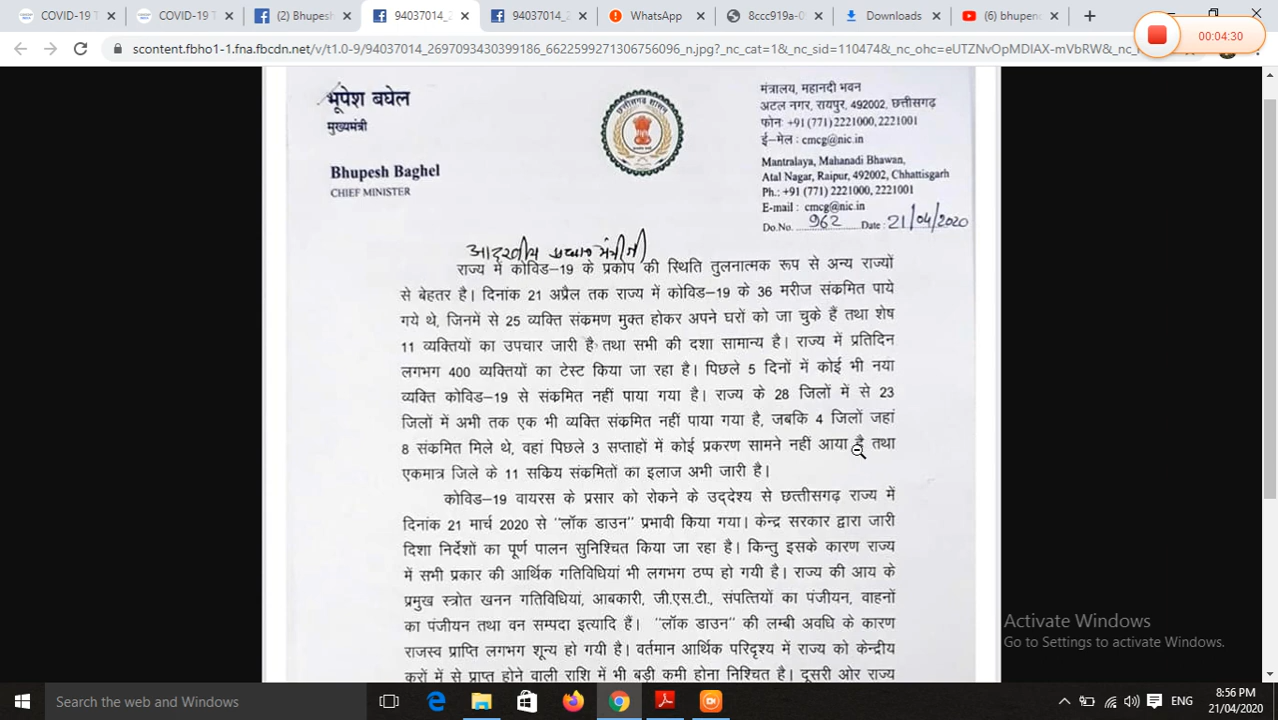 COVID-19 T
COVID-19 T
(2) Bhupesh
94037014_
94037014_
WhatsApp
8ccc919a-0
Downloads
(6) bhupen
00:04:30
scontent.fbho1-1.fna.fbcdn.net/v/t1.0-9/94037014_2697093430399186_6622599271306756096_n.jpg?_nc_cat=1&_nc_sid=110474&_nc_ohc=eUTZNvOpMDIAX-mVbRW&_nc_
भूपेश बघेल
मुख्यमंत्री
Bhupesh Baghel
CHIEF MINISTER
छत्तीसगढ़ शासन
मंत्रालय, महानदी भवन
अटल नगर, रायपुर, 492002, छत्तीसगढ़
फोनः +91 (771) 2221000, 2221001
ई-मेल : cmcg@nic.in
Mantralaya, Mahanadi Bhawan,
Atal Nagar, Raipur, 492002, Chhattisgarh
Ph.: +91 (771) 2221000, 2221001
E-mail : cmcg@nic.in
Do.No. 962 Date : 21/04/2020
आदरणीय प्रधान मंत्री जी
राज्य में कोविड-19 के प्रकोप की स्थिति तुलनात्मक रूप से अन्य राज्यों
से बेहतर है। दिनांक 21 अप्रैल तक राज्य में कोविड-19 के 36 मरीज संक्रमित पाये
गये थे, जिनमें से 25 व्यक्ति संक्रमण मुक्त होकर अपने घरों को जा चुके हैं तथा शेष
11 व्यक्तियों का उपचार जारी है तथा सभी की दशा सामान्य है। राज्य में प्रतिदिन
लगभग 400 व्यक्तियों का टेस्ट किया जा रहा है। पिछले 5 दिनों में कोई भी नया
व्यक्ति कोविड-19 से संक्रमित नहीं पाया गया है। राज्य के 28 जिलों में से 23
जिलों में अभी तक एक भी व्यक्ति संक्रमित नहीं पाया गया है, जबकि 4 जिलों जहां
8 संक्रमित मिले थे, वहां पिछले 3 सप्ताहों में कोई प्रकरण सामने नहीं आया है तथा
एकमात्र जिले के 11 सक्रिय संक्रमितों का इलाज अभी जारी है।
कोविड-19 वायरस के प्रसार को रोकने के उद्देश्य से छत्तीसगढ़ राज्य में
दिनांक 21 मार्च 2020 से "लॉक डाउन" प्रभावी किया गया। केन्द्र सरकार द्वारा जारी
दिशा निर्देशों का पूर्ण पालन सुनिश्चित किया जा रहा है। किन्तु इसके कारण राज्य
में सभी प्रकार की आर्थिक गतिविधियां भी लगभग ठप्प हो गयी है। राज्य की आय के
प्रमुख स्त्रोत खनन गतिविधियां, आबकारी, जी.एस.टी., संपत्तियों का पंजीयन, वाहनों
का पंजीयन तथा वन सम्पदा इत्यादि हैं। "लॉक डाउन" की लम्बी अवधि के कारण
राजस्व प्राप्ति लगभग शून्य हो गयी है। वर्तमान आर्थिक परिदृश्य में राज्य को केन्द्रीय
करों में से प्राप्त होने वाली राशि में भी बड़ी कमी होना निश्चित है। दूसरी ओर राज्य
Activate Windows
Go to Settings to activate Windows.
Search the web and Windows
ENG
8:56 PM
21/04/2020